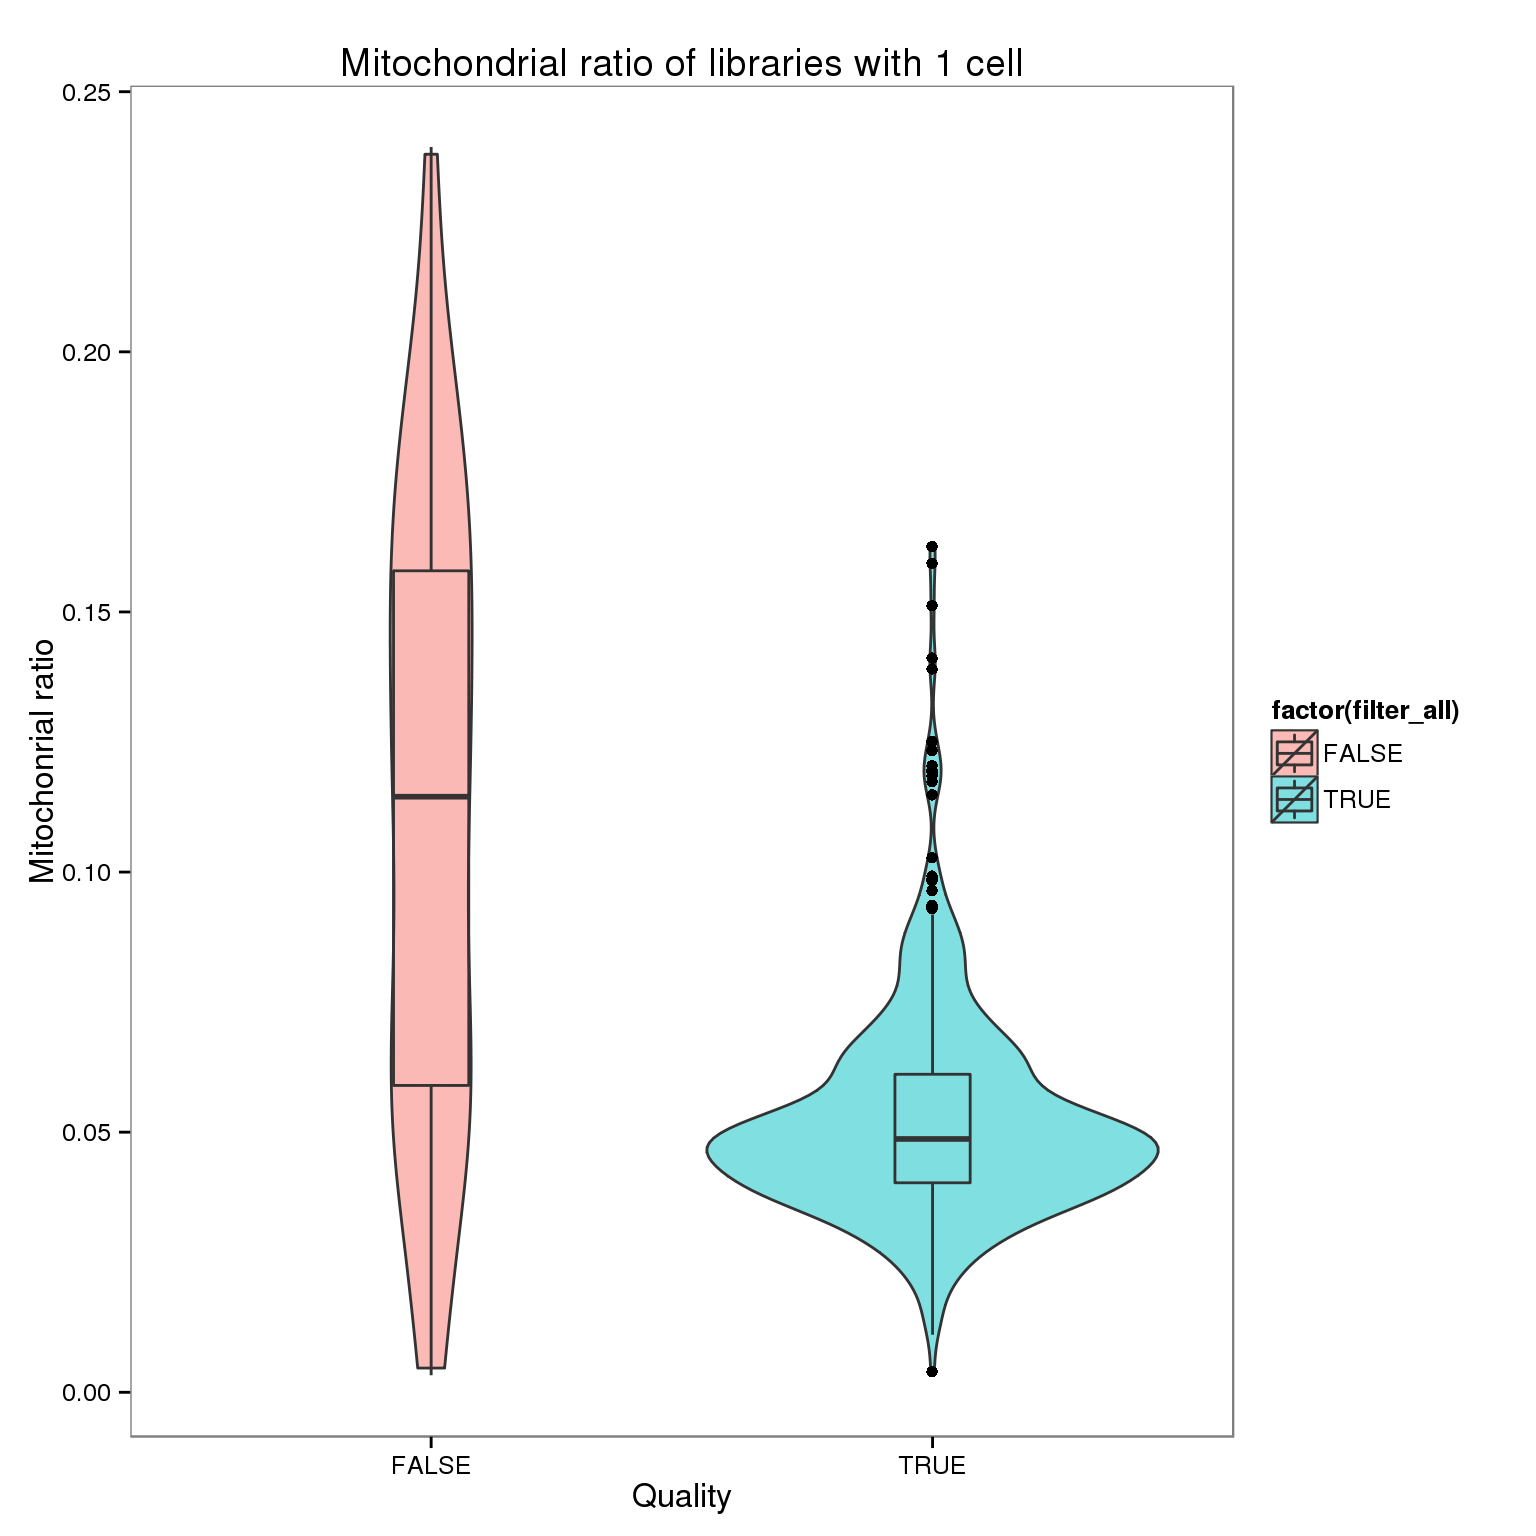 Mitochondrial ratio of libraries with 1 cell
0.25
0.20
0.15
0.10
0.05
0.00
Mitochonrial ratio
FALSE
TRUE
Quality
factor(filter_all)
FALSE
TRUE